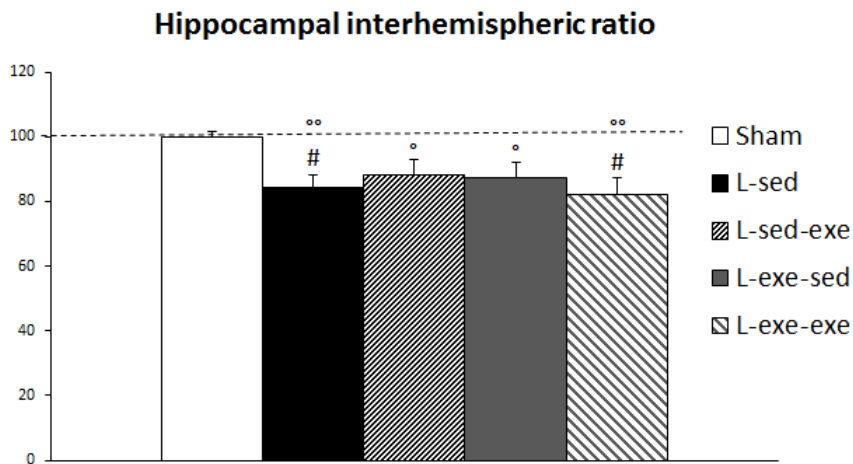 Hippocampal interhemispheric ratio
120
100
80
60
40
20
0
°°
#
°
°
°°
#
Sham
L-sed
L-sed-exe
L-exe-sed
L-exe-exe